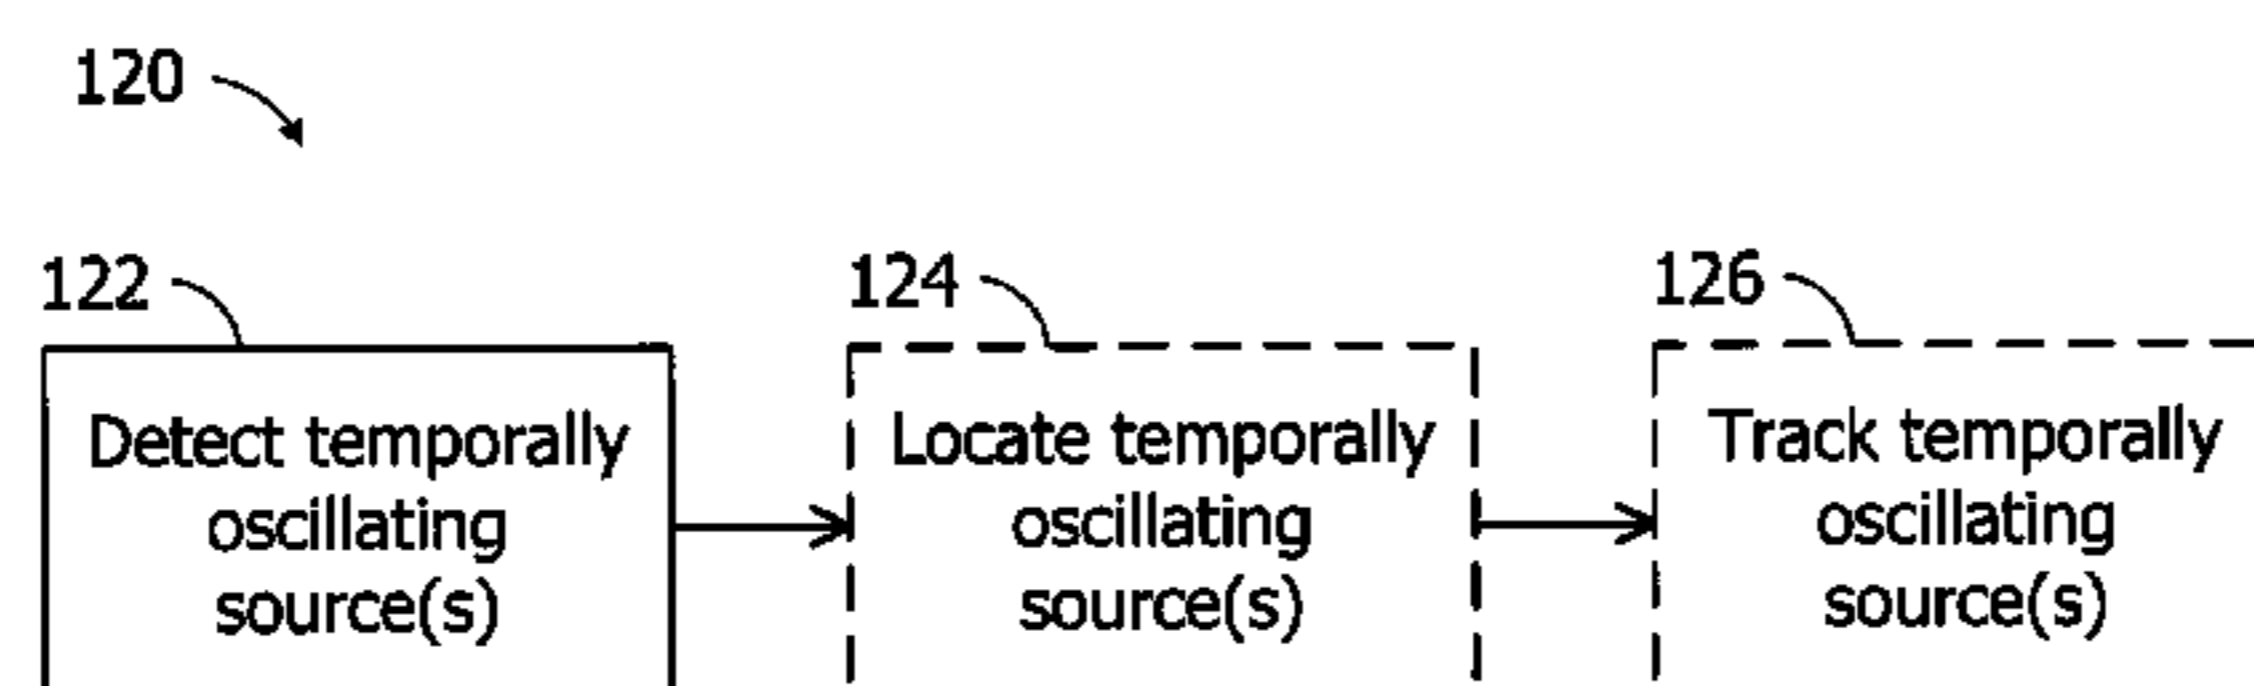 120
122
Detect temporally
oscillating
source(s)
124
Locate temporally
oscillating
source(s)
126
Track temporally
oscillating
source(s)